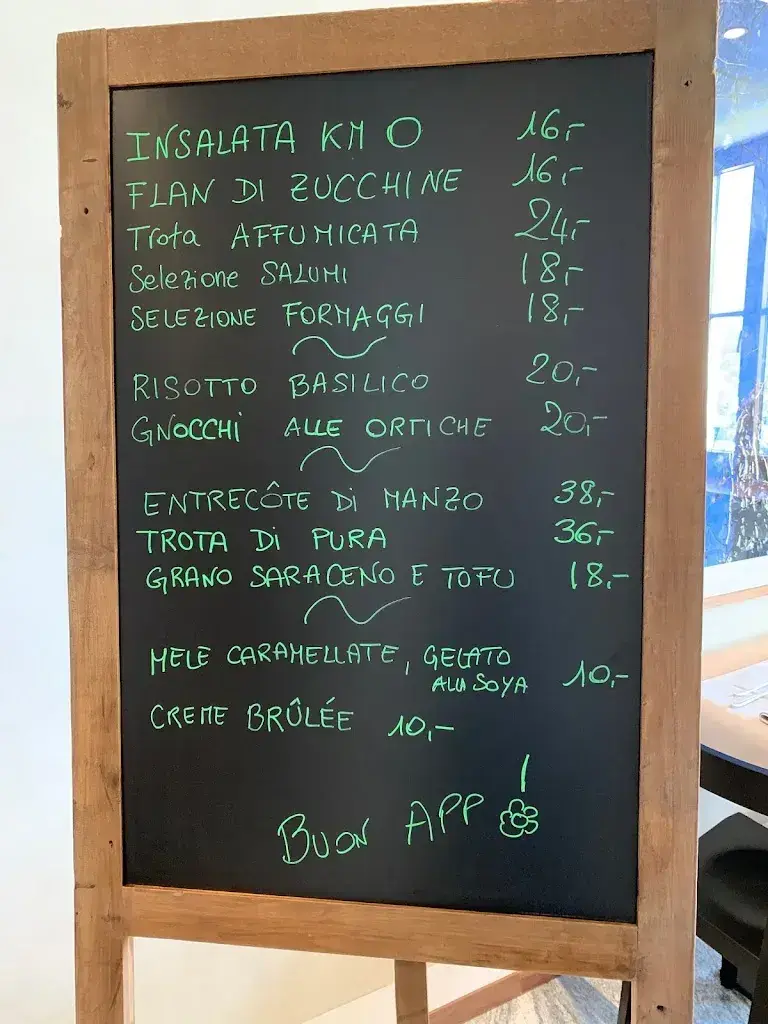 INSALATA KM 0 16,-
FLAN DI ZUCCHINE 16,-
Trota AFFUMICATA 24,-
Selezione SALUMI 18,-
SELEZIONE FORMAGGI 18,-
RISOTTO BASILICO 20,-
GNOCCHi ALLE ORTICHE 20,-
ENTRECÔTE Di MANZO 38,-
TROTA Di PURA 36,-
GRANO SARACENO E TOFU 18,-
MELE CARAMELLATE, GELATO
ALLA SOYA 10,-
CREME BRÛLÉE 10,-
BUON APP!